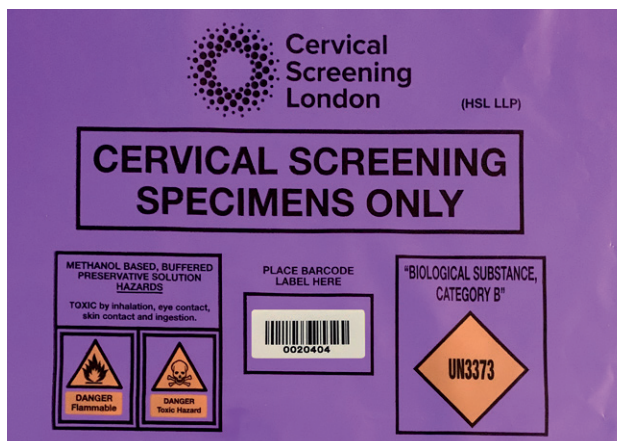 Cervical
Screening
London
(HSL LLP)
CERVICAL SCREENING
SPECIMENS ONLY
METHANOL BASED, BUFFERED
PRESERVATIVE SOLUTION
HAZARDS
TOXIC by inhalation, eye contact,
skin contact and ingestion.
DANGER
Flammable
DANGER
Toxic Hazard
PLACE BARCODE
LABEL HERE
0020404
"BIOLOGICAL SUBSTANCE,
CATEGORY B"
UN3373